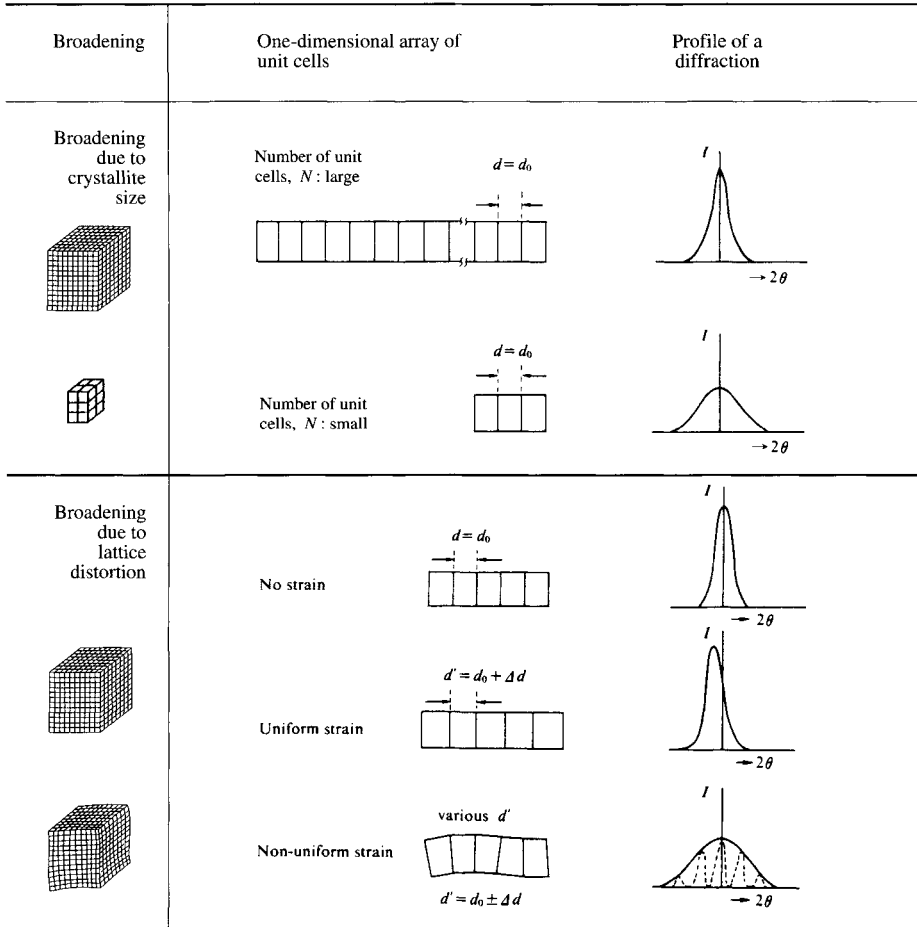 Broadening
One-dimensional array of
unit cells
Profile of a
diffraction
Broadening
due to
crystallite
size
Number of unit
cells, N : large
d = d₀
I
→ 2θ
Number of unit
cells, N : small
d = d₀
I
→ 2θ
Broadening
due to
lattice
distortion
No strain
d = d₀
I
→ 2θ
Uniform strain
d' = d₀ + Δd
I
→ 2θ
Non-uniform strain
various d'
d' = d₀ ± Δd
I
→ 2θ